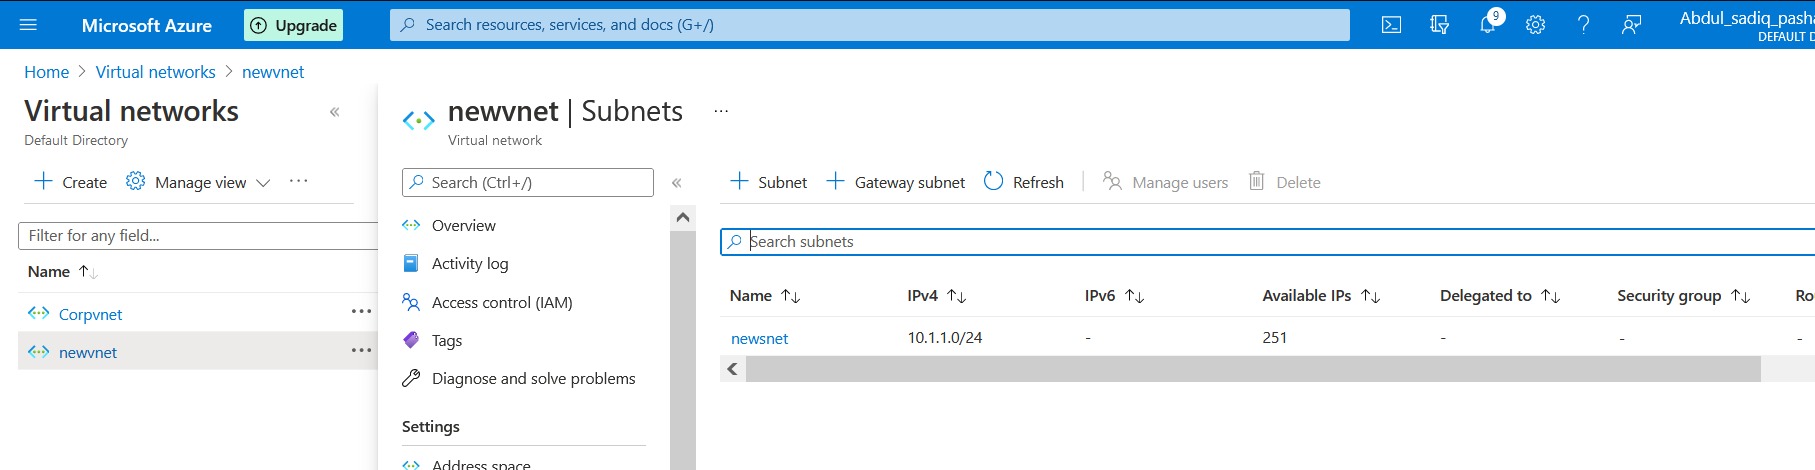 Microsoft Azure
Upgrade
Search resources, services, and docs (G+/)
9
Abdul_sadiq_pasha
DEFAULT D
Home > Virtual networks > newvnet
Virtual networks
Default Directory
Create Manage view ...
Filter for any field...
Name
Corpvnet ...
newvnet ...
newvnet | Subnets ...
Virtual network
Search (Ctrl+/)
Overview
Activity log
Access control (IAM)
Tags
Diagnose and solve problems
Settings
Address space
+ Subnet + Gateway subnet Refresh Manage users Delete
Search subnets
Name IPv4 IPv6 Available IPs Delegated to Security group Ro
newsnet 10.1.1.0/24 - 251 - - -